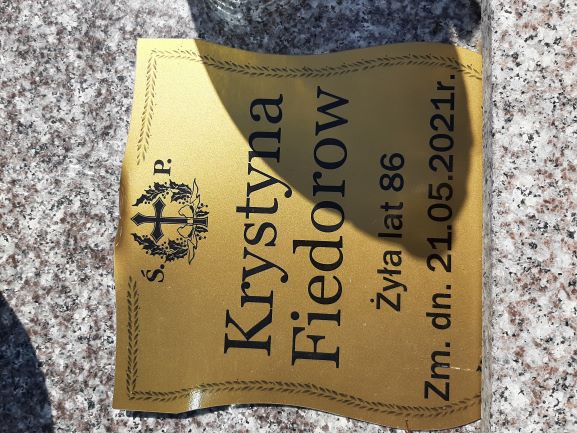 Ś. P.
Krystyna
Fiedorow
Żyła lat 86
Zm. dn. 21.05.2021r.